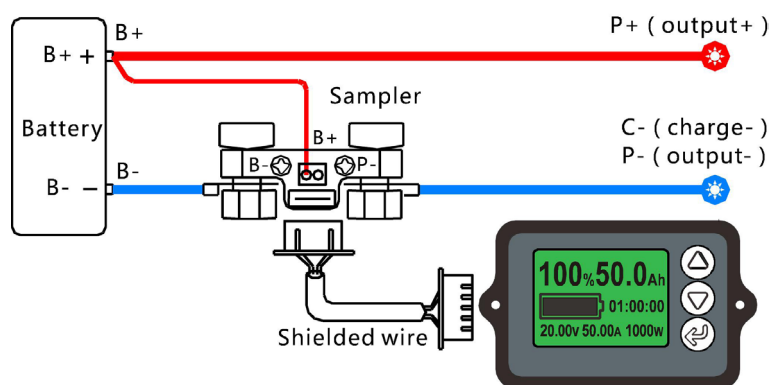 B+
P+ ( output+ )
B+ +
Sampler
Battery
B+
C- ( charge- )
B-
P-
P- ( output- )
B-
B- −
100%50.0Ah
01:00:00
20.00v 50.00A 1000w
Shielded wire